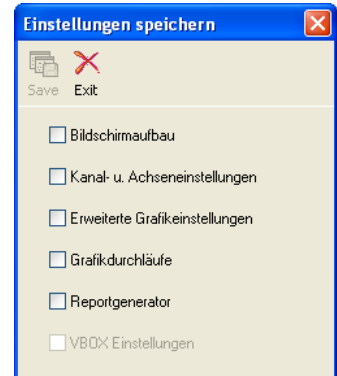 Einstellungen speichern
Save Exit
Bildschirmaufbau
Kanal- u. Achseneinstellungen
Erweiterte Grafikeinstellungen
Grafikdurchläufe
Reportgenerator
VBOX Einstellungen